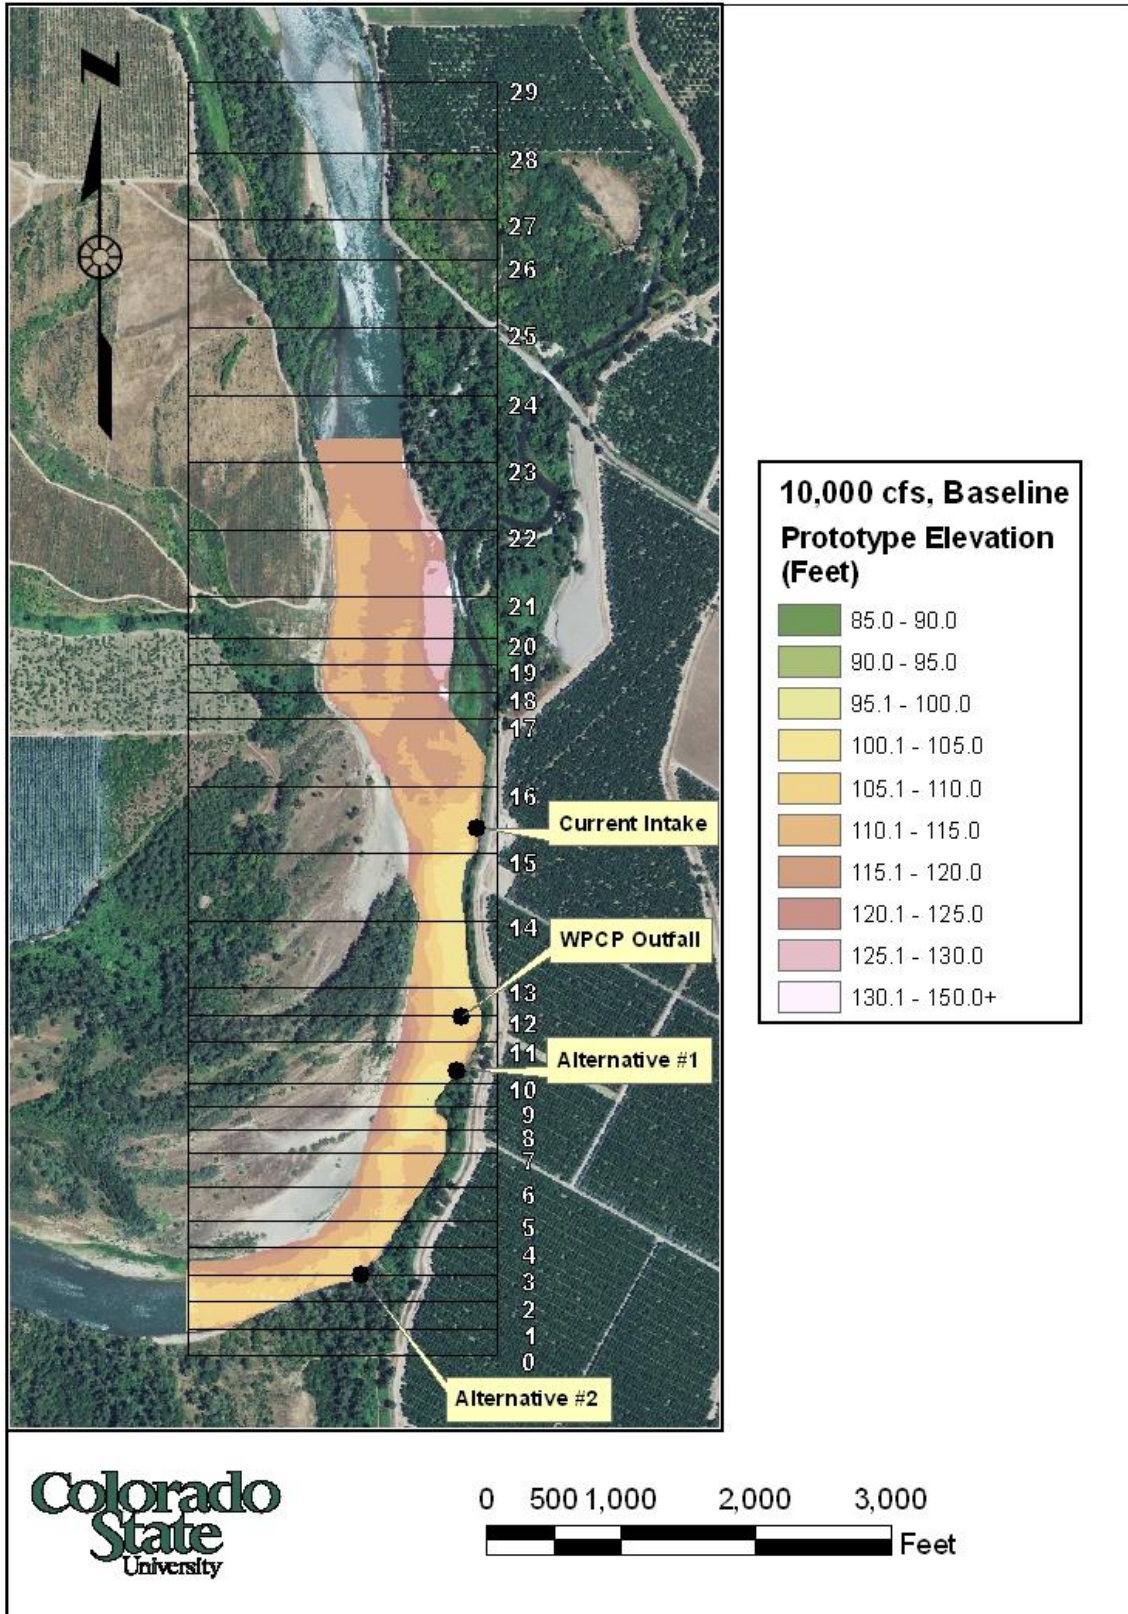 N
29
28
27
26
25
24
23
22
21
20
19
18
17
16
Current Intake
15
14
WPCP Outfall
13
12
11
Alternative #1
10
9
8
7
6
5
4
3
2
1
0
Alternative #2
10,000 cfs, Baseline
Prototype Elevation
(Feet)
85.0 - 90.0
90.0 - 95.0
95.1 - 100.0
100.1 - 105.0
105.1 - 110.0
110.1 - 115.0
115.1 - 120.0
120.1 - 125.0
125.1 - 130.0
130.1 - 150.0+
Colorado
State
University
0 500 1,000 2,000 3,000
Feet